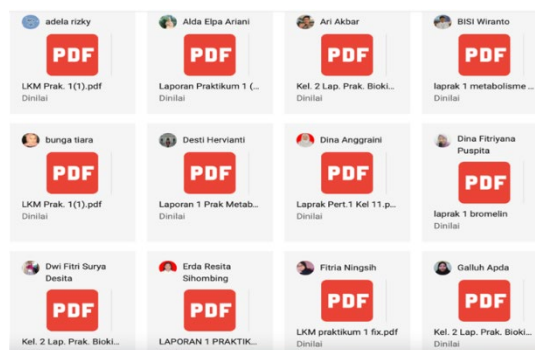 adela rizky
PDF
LKM Prak. 1(1).pdf
Dinilai
Alda Elpa Ariani
PDF
Laporan Praktikum 1 (...
Dinilai
Ari Akbar
PDF
Kel. 2 Lap. Prak. Bioki...
Dinilai
BISI Wiranto
PDF
laprak 1 metabolisme ...
Dinilai
bunga tiara
PDF
LKM Prak. 1(1).pdf
Dinilai
Desti Hervianti
PDF
Laporan 1 Prak Metab...
Dinilai
Dina Anggraini
PDF
Laprak Pert.1 Kel 11.p...
Dinilai
Dina Fitriyana
Puspita
PDF
laprak 1 bromelin
Dinilai
Dwi Fitri Surya
Desita
PDF
Kel. 2 Lap. Prak. Bioki...
Erda Resita
Sihombing
PDF
LAPORAN 1 PRAKTIK...
Fitria Ningsih
PDF
LKM praktikum 1 fix.pdf
Dinilai
Galluh Apda
PDF
Kel. 2 Lap. Prak. Bioki...
Dinilai